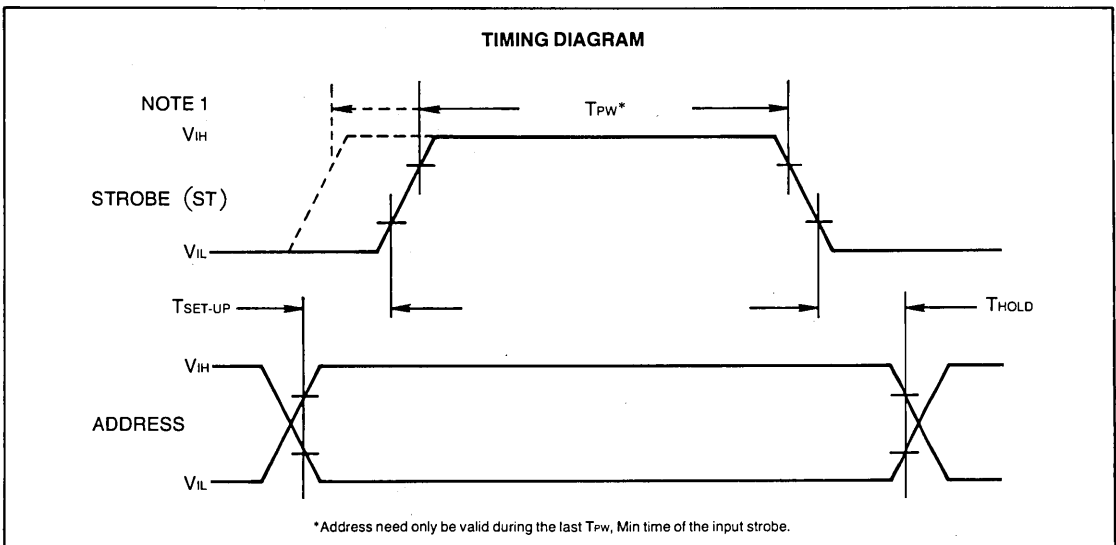 TIMING DIAGRAM
NOTE 1
TPW*
VIH
STROBE (ST)
VIL
TSET-UP
THOLD
VIH
ADDRESS
VIL
*Address need only be valid during the last TPW, Min time of the input strobe.